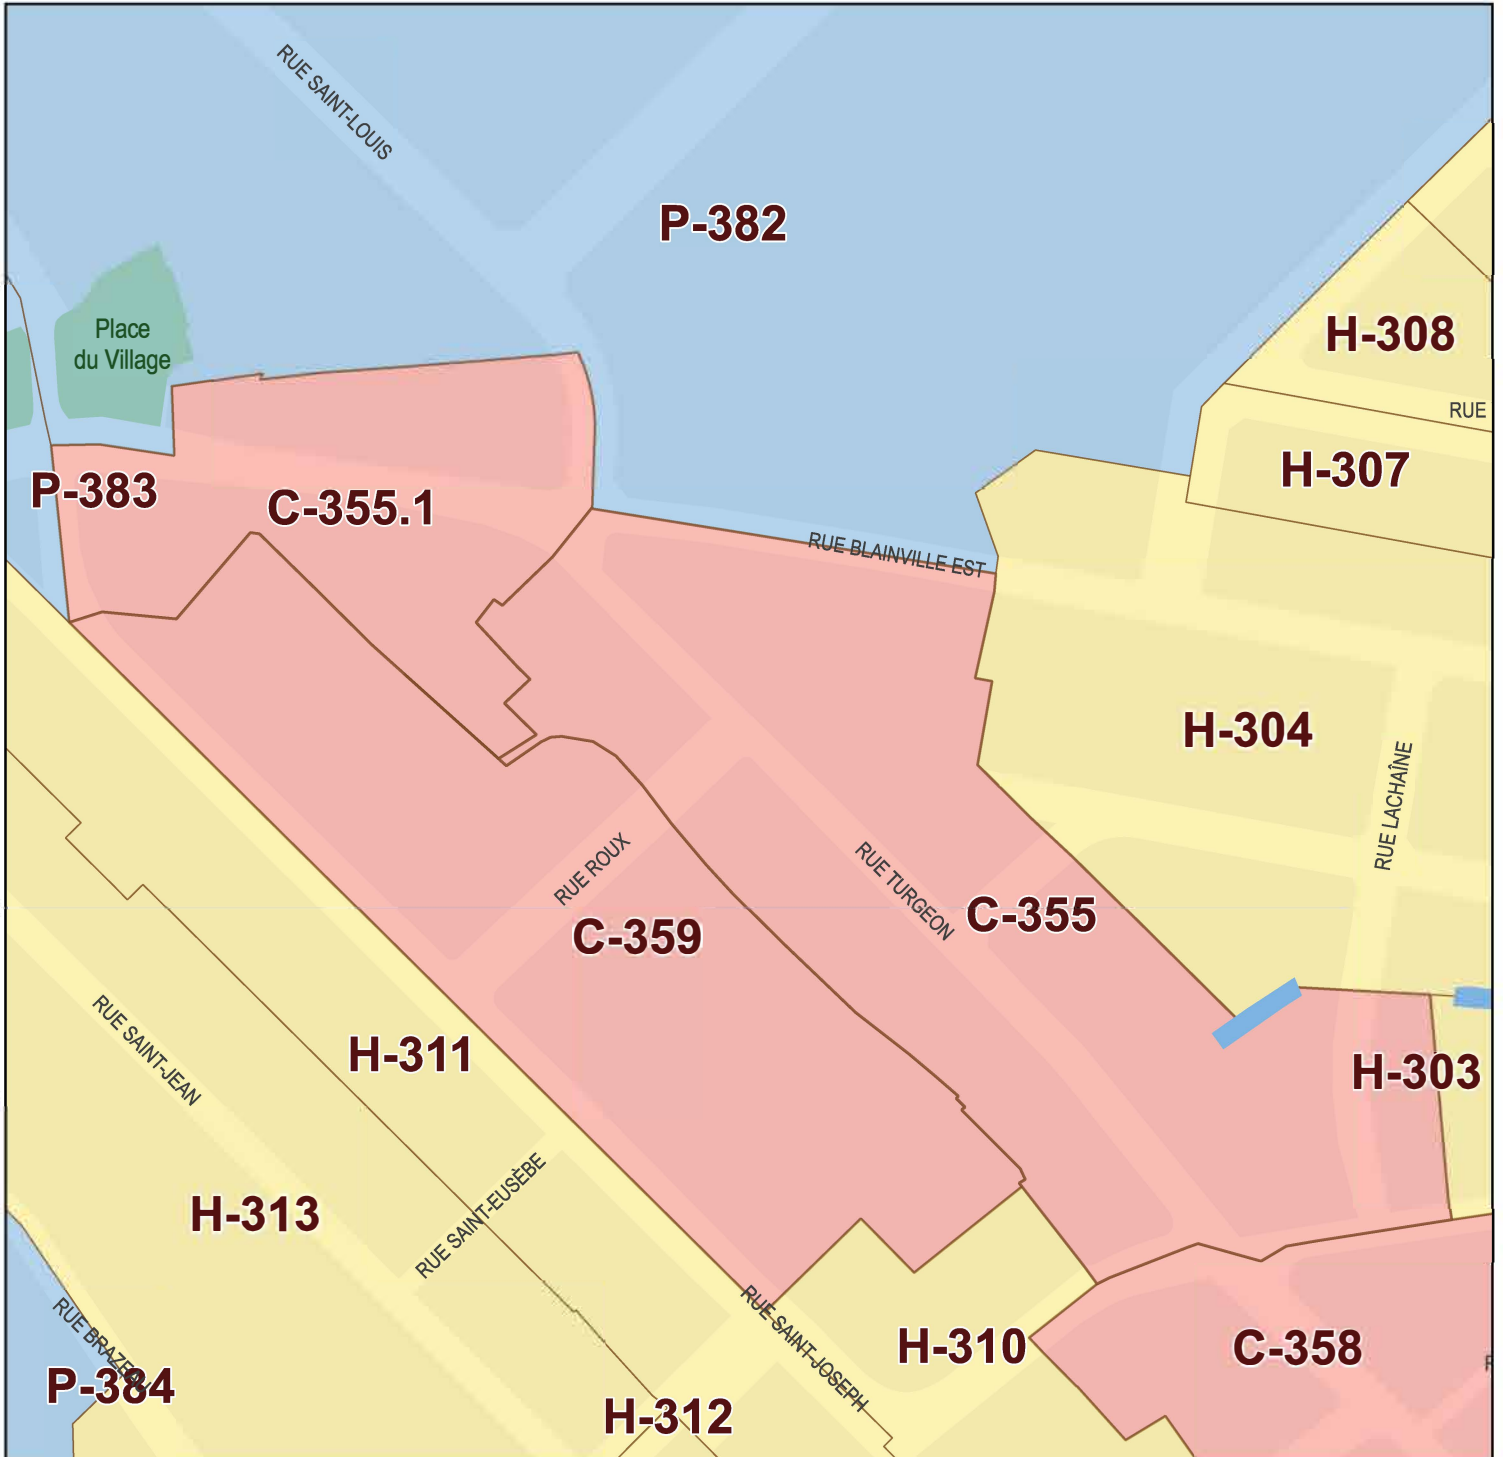 RUE SAINT-LOUIS
P-382
Place
du Village
H-308
RUE
H-307
P-383
C-355.1
RUE BLAINVILLE EST
H-304
RUE LACHAÎNE
RUE ROUX
RUE TURGEON
C-355
C-359
RUE SAINT-JEAN
H-311
H-303
RUE SAINT-EUSÈBE
H-313
RUE SAINT-JOSEPH
RUE BRAZEAU
H-310
C-358
P-384
H-312